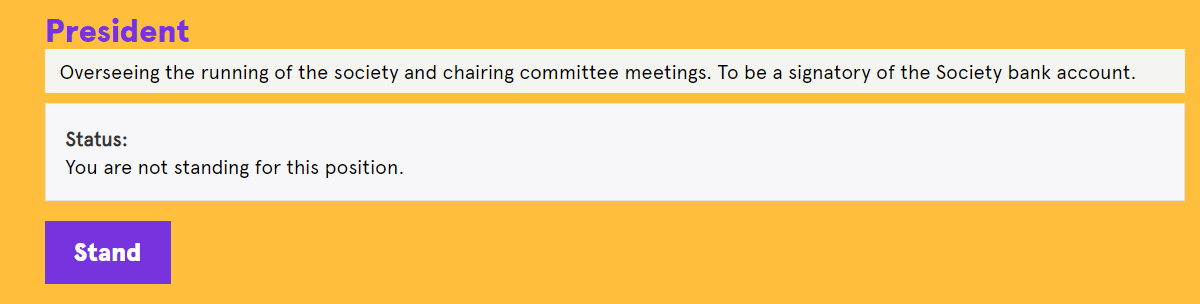 President
Overseeing the running of the society and chairing committee meetings. To be a signatory of the Society bank account.
Status:
You are not standing for this position.
Stand